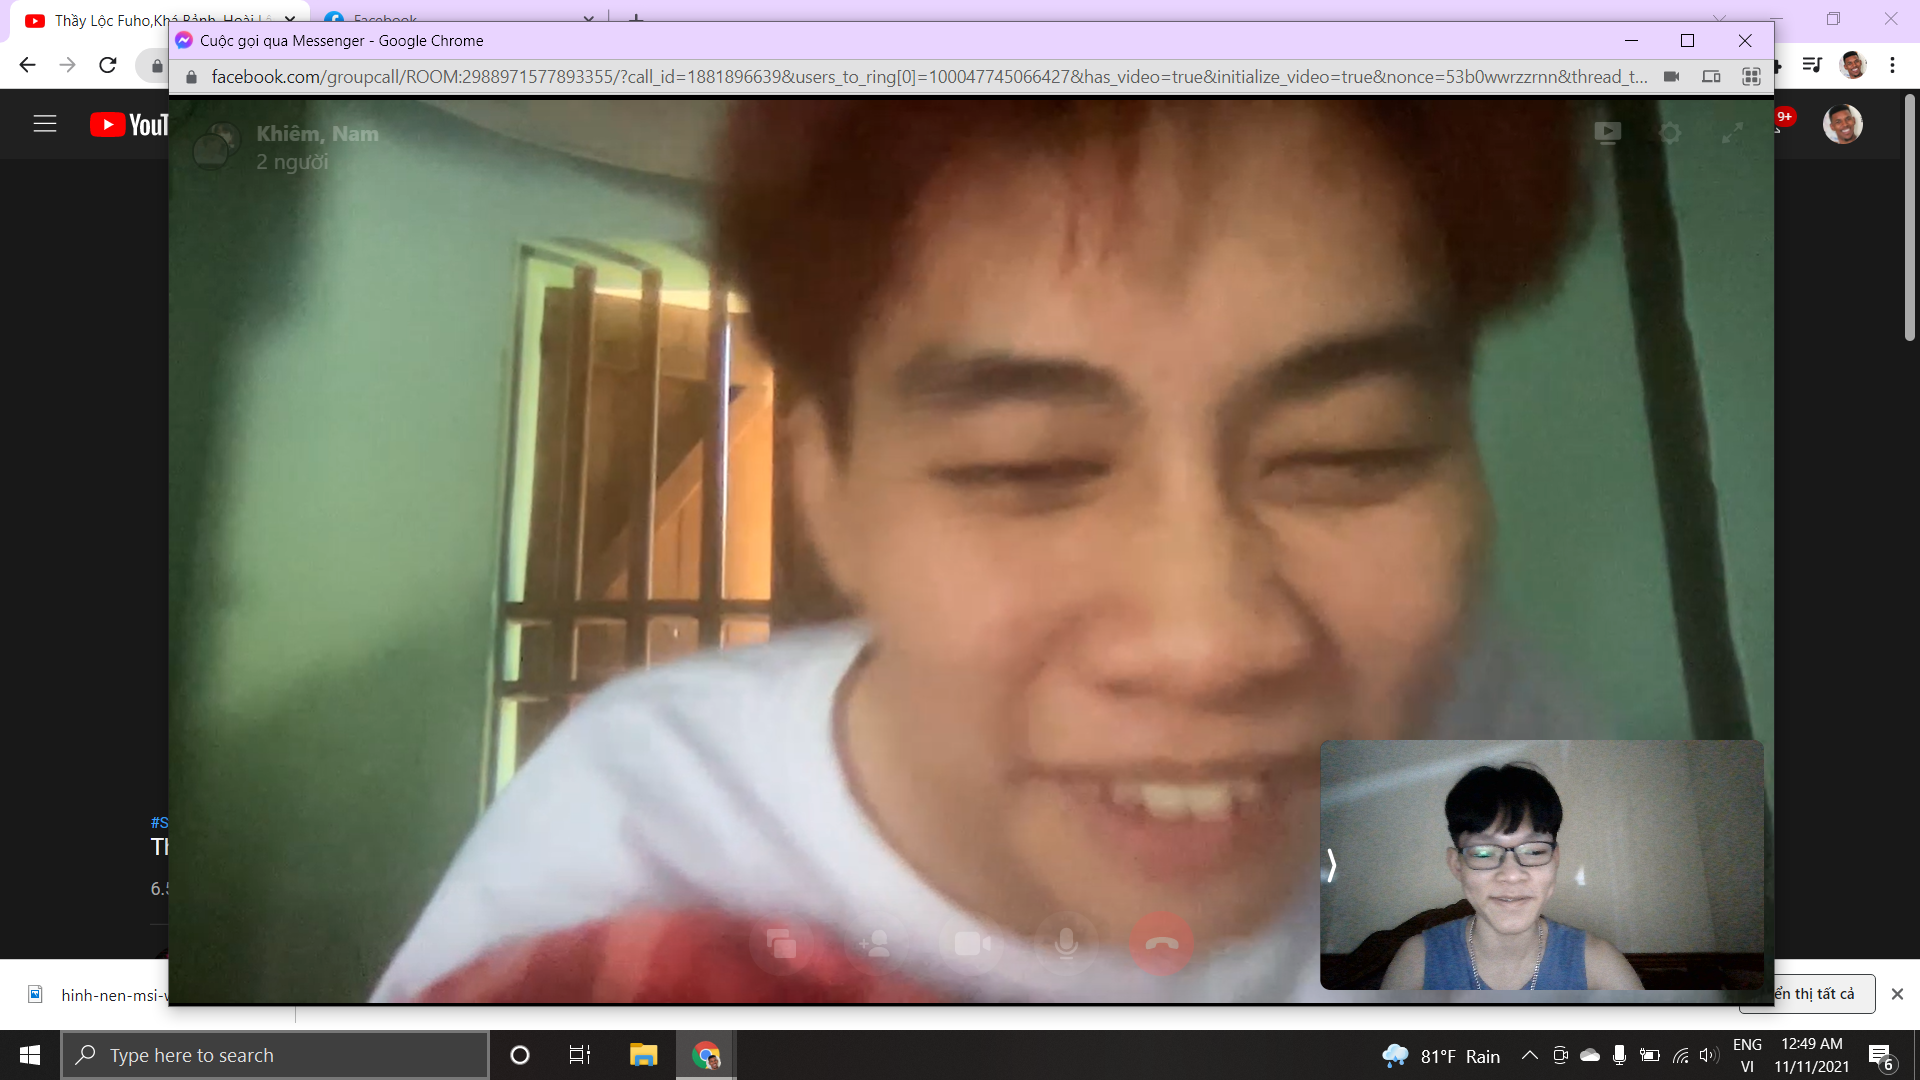 Thầy Lộc Fuho,Khá Bảnh, Hoài L
Facebook
Cuộc gọi qua Messenger - Google Chrome
facebook.com/groupcall/ROOM:2988971577893355/?call_id=1881896639&users_to_ring[0]=100047745066427&has_video=true&initialize_video=true&nonce=53b0wwrzzrnn&thread_t...
YouT
9+
Khiêm, Nam
2 người
#S
Th
6.5
hinh-nen-msi-v
ển thị tất cả
Type here to search
81°F Rain
ENG
VI
12:49 AM
11/11/2021
6